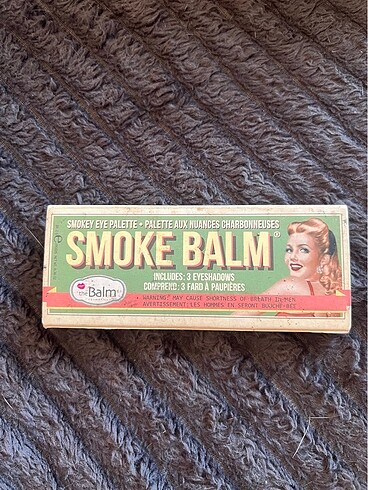 SMOKEY EYE PALETTE • PALETTE AUX NUANCES CHARBONNEUSES
SMOKE BALM®
INCLUDES: 3 EYESHADOWS
COMPREND: 3 FARD À PAUPIÈRES
theBalm
• WARNING! MAY CAUSE SHORTNESS OF BREATH IN MEN
AVERTISSEMENT: LES HOMMES EN SERONT BOUCHE-BÉE